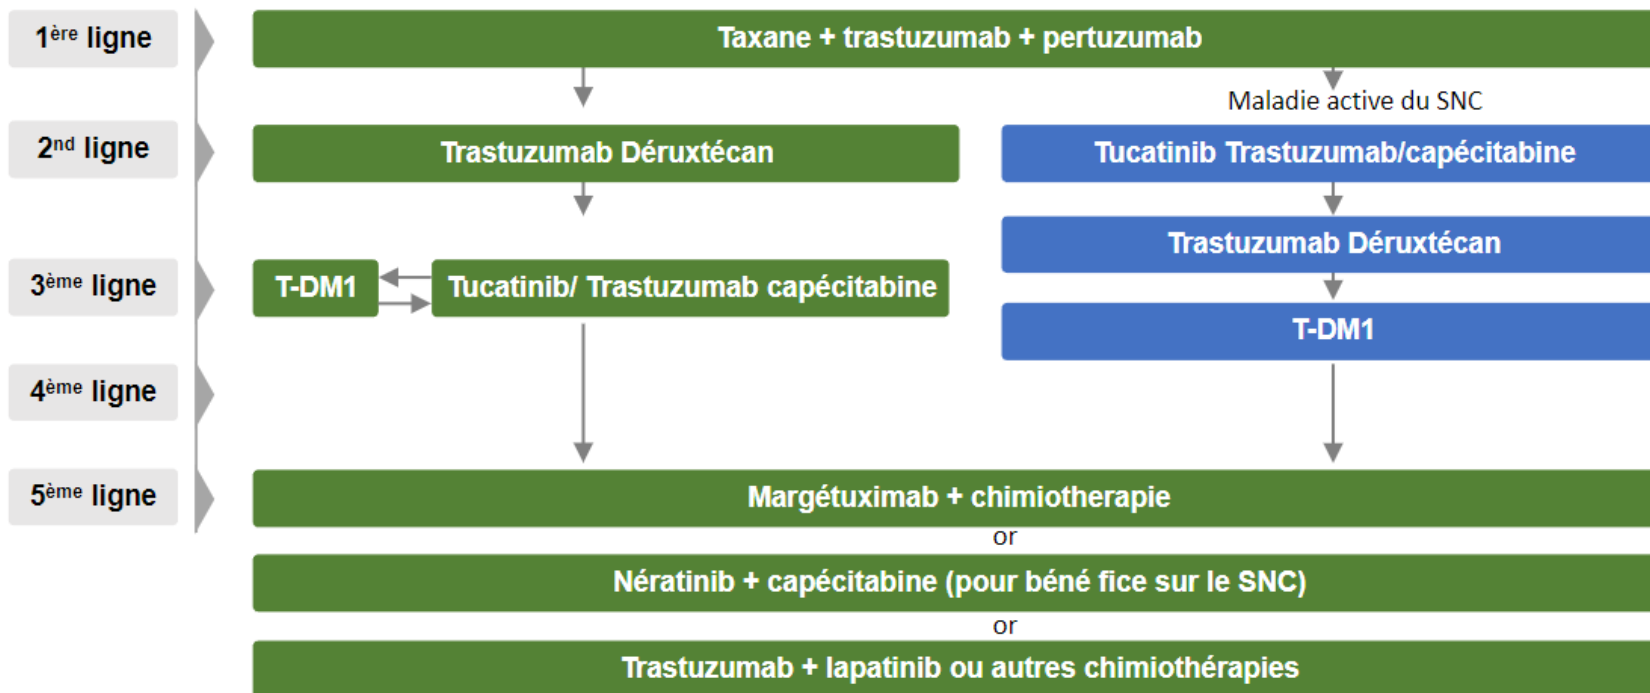 1ère ligne
Taxane + trastuzumab + pertuzumab
Maladie active du SNC
2nd ligne
Trastuzumab Déruxtécan
Tucatinib Trastuzumab/capécitabine
Trastuzumab Déruxtécan
3ème ligne
T-DM1
Tucatinib/ Trastuzumab capécitabine
T-DM1
4ème ligne
5ème ligne
Margétuximab + chimiotherapie
or
Nératinib + capécitabine (pour béné fice sur le SNC)
or
Trastuzumab + lapatinib ou autres chimiothérapies